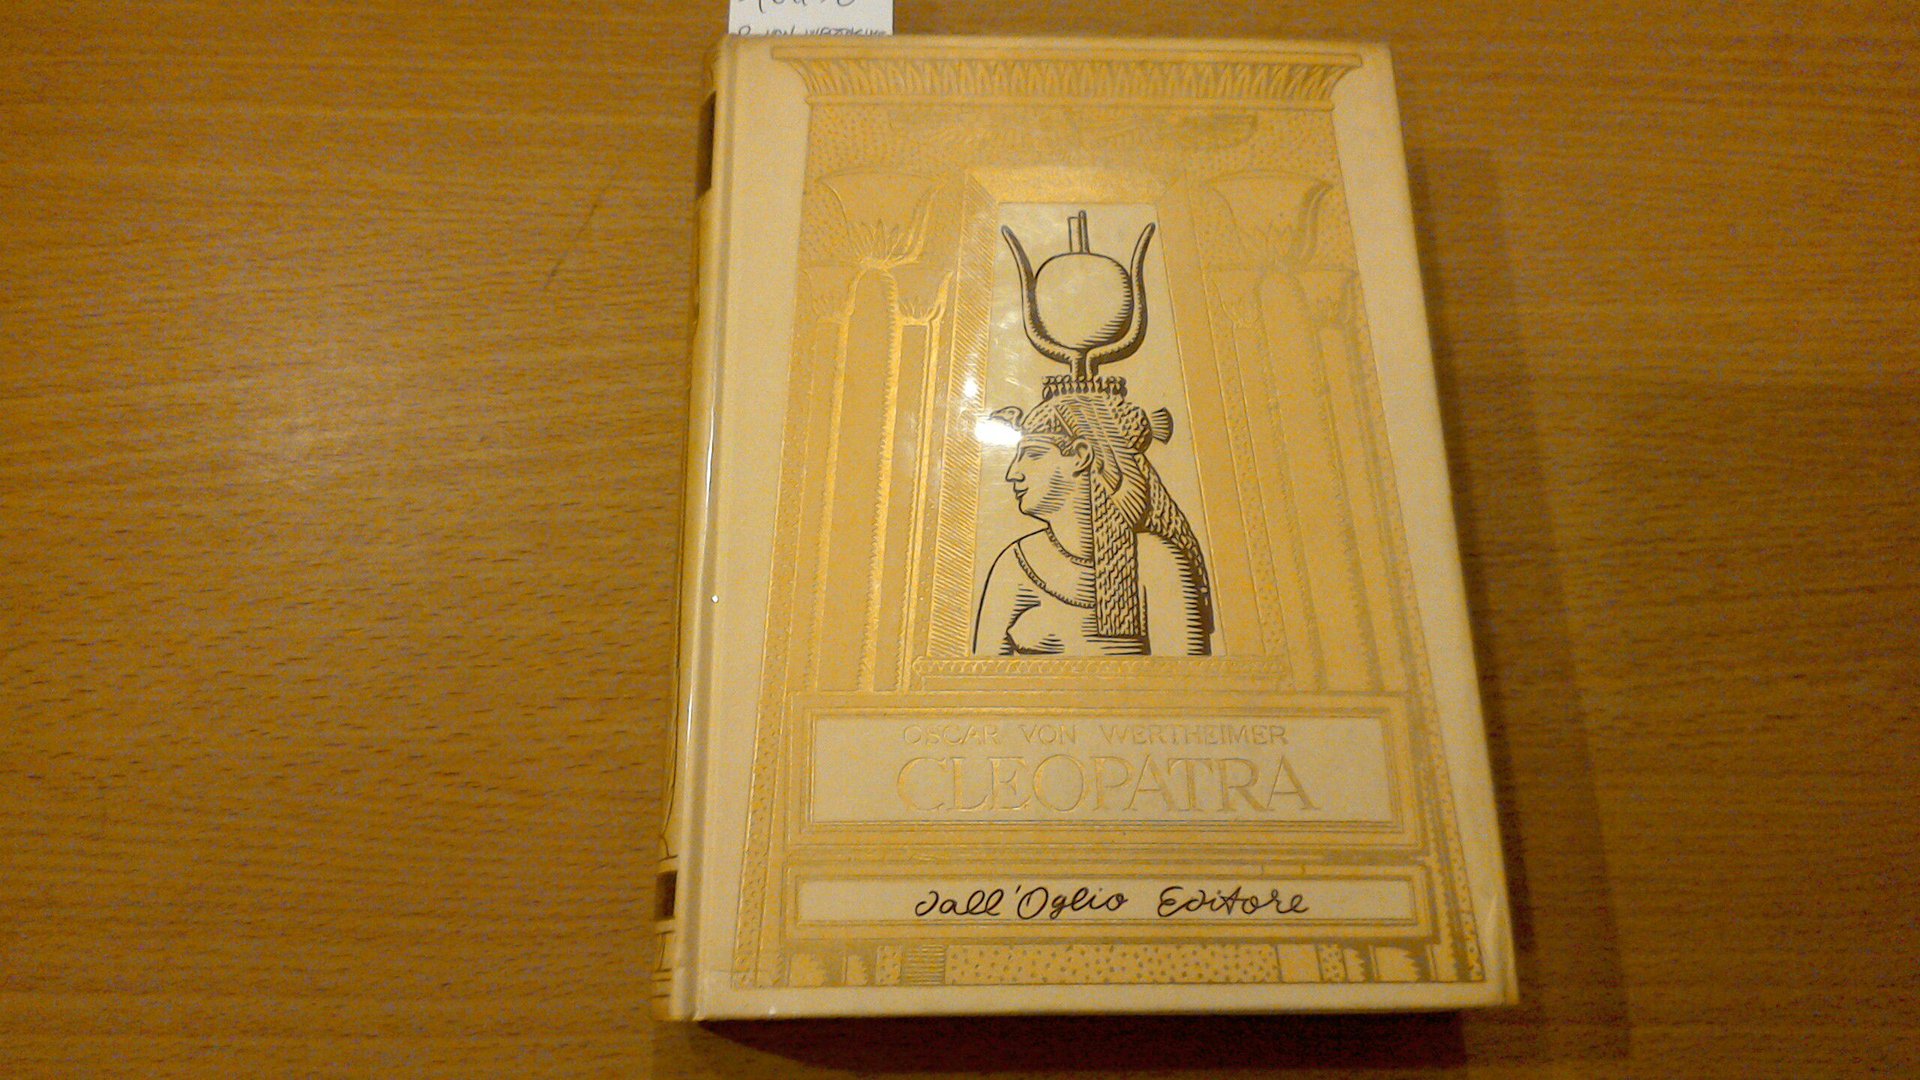 OSCAR VON WERTHEIMER
CLEOPATRA
dall'Oglio Editore